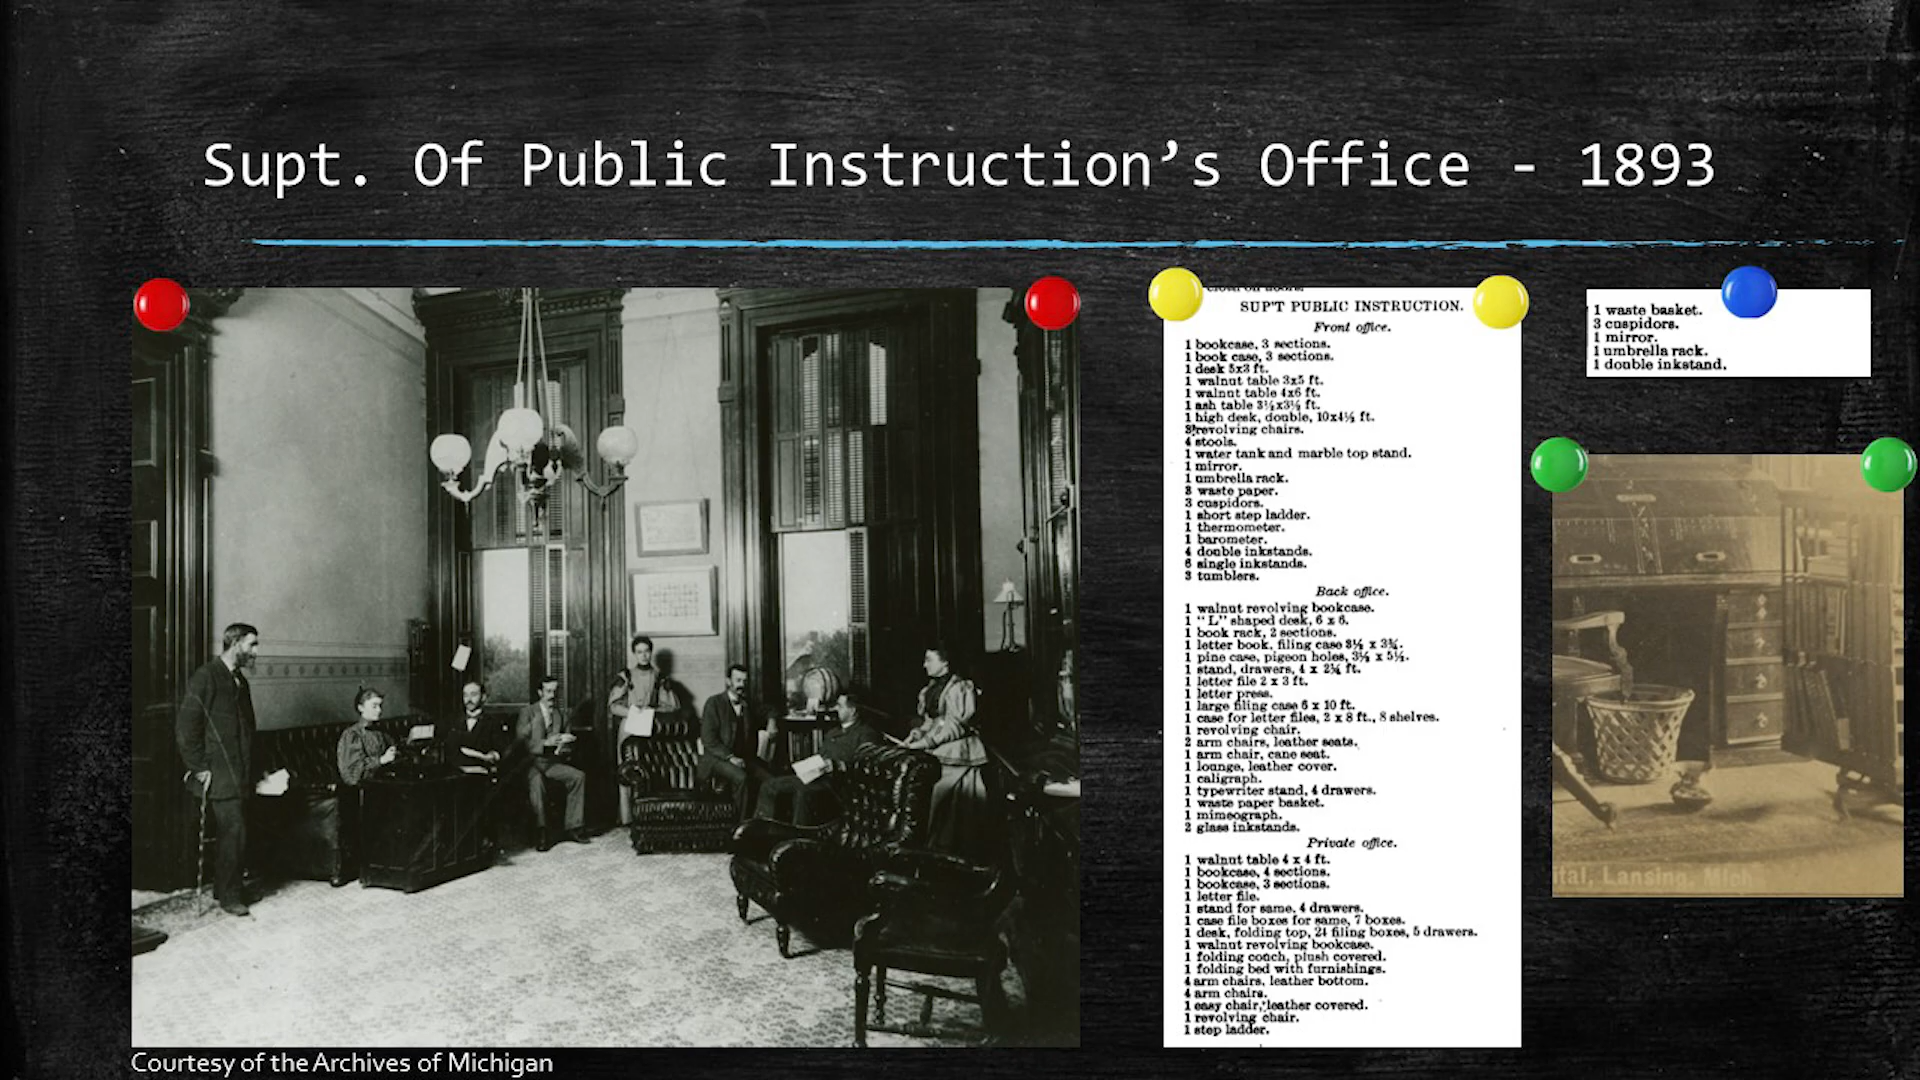 Supt. Of Public Instruction’s Office - 1893
SUP'T PUBLIC INSTRUCTION.
Front office.
1 bookcase, 3 sections.
1 book case, 3 sections.
1 desk 5x3 ft.
1 walnut table 3x5 ft.
1 walnut table 4x6 ft.
1 ash table 3½x3½ ft.
1 high desk, double, 10x4½ ft.
revolving chairs.
4 stools.
1 water tank and marble top stand.
1 mirror.
1 umbrella rack.
3 waste paper.
3 cuspidors.
1 short step ladder.
1 thermometer.
1 barometer.
4 double inkstands.
6 single inkstands.
3 tumblers.
Back office.
1 walnut revolving bookcase.
1 "L" shaped desk, 6 x 6.
1 book rack, 2 sections.
1 letter book, filing case 3½ x 3¾.
1 pine case, pigeon holes, 3½ x 5½.
1 stand, drawers, 4 x 2¼ ft.
1 letter file 2 x 3 ft.
1 letter press.
1 large filing case 6 x 10 ft.
1 case for letter files, 2 x 8 ft., 8 shelves.
1 revolving chair.
2 arm chairs, leather seats.
1 arm chair, cane seat.
1 lounge, leather cover.
1 caligraph.
1 typewriter stand, 4 drawers.
1 waste paper basket.
1 mimeograph.
2 glass inkstands.
Private office.
1 walnut table 4 x 4 ft.
1 bookcase, 4 sections.
1 bookcase, 3 sections.
1 letter file.
1 stand for same. 4 drawers.
1 case file boxes for same, 7 boxes.
1 desk, folding top, 24 filing boxes, 5 drawers.
1 walnut revolving bookcase.
1 folding couch, plush covered.
1 folding bed with furnishings.
4 arm chairs, leather bottom.
4 arm chairs.
1 easy chair, leather covered.
1 revolving chair.
1 step ladder.
1 waste basket.
3 cuspidors.
1 mirror.
1 umbrella rack.
1 double inkstand.
ital, Lansing, Mich
Courtesy of the Archives of Michigan